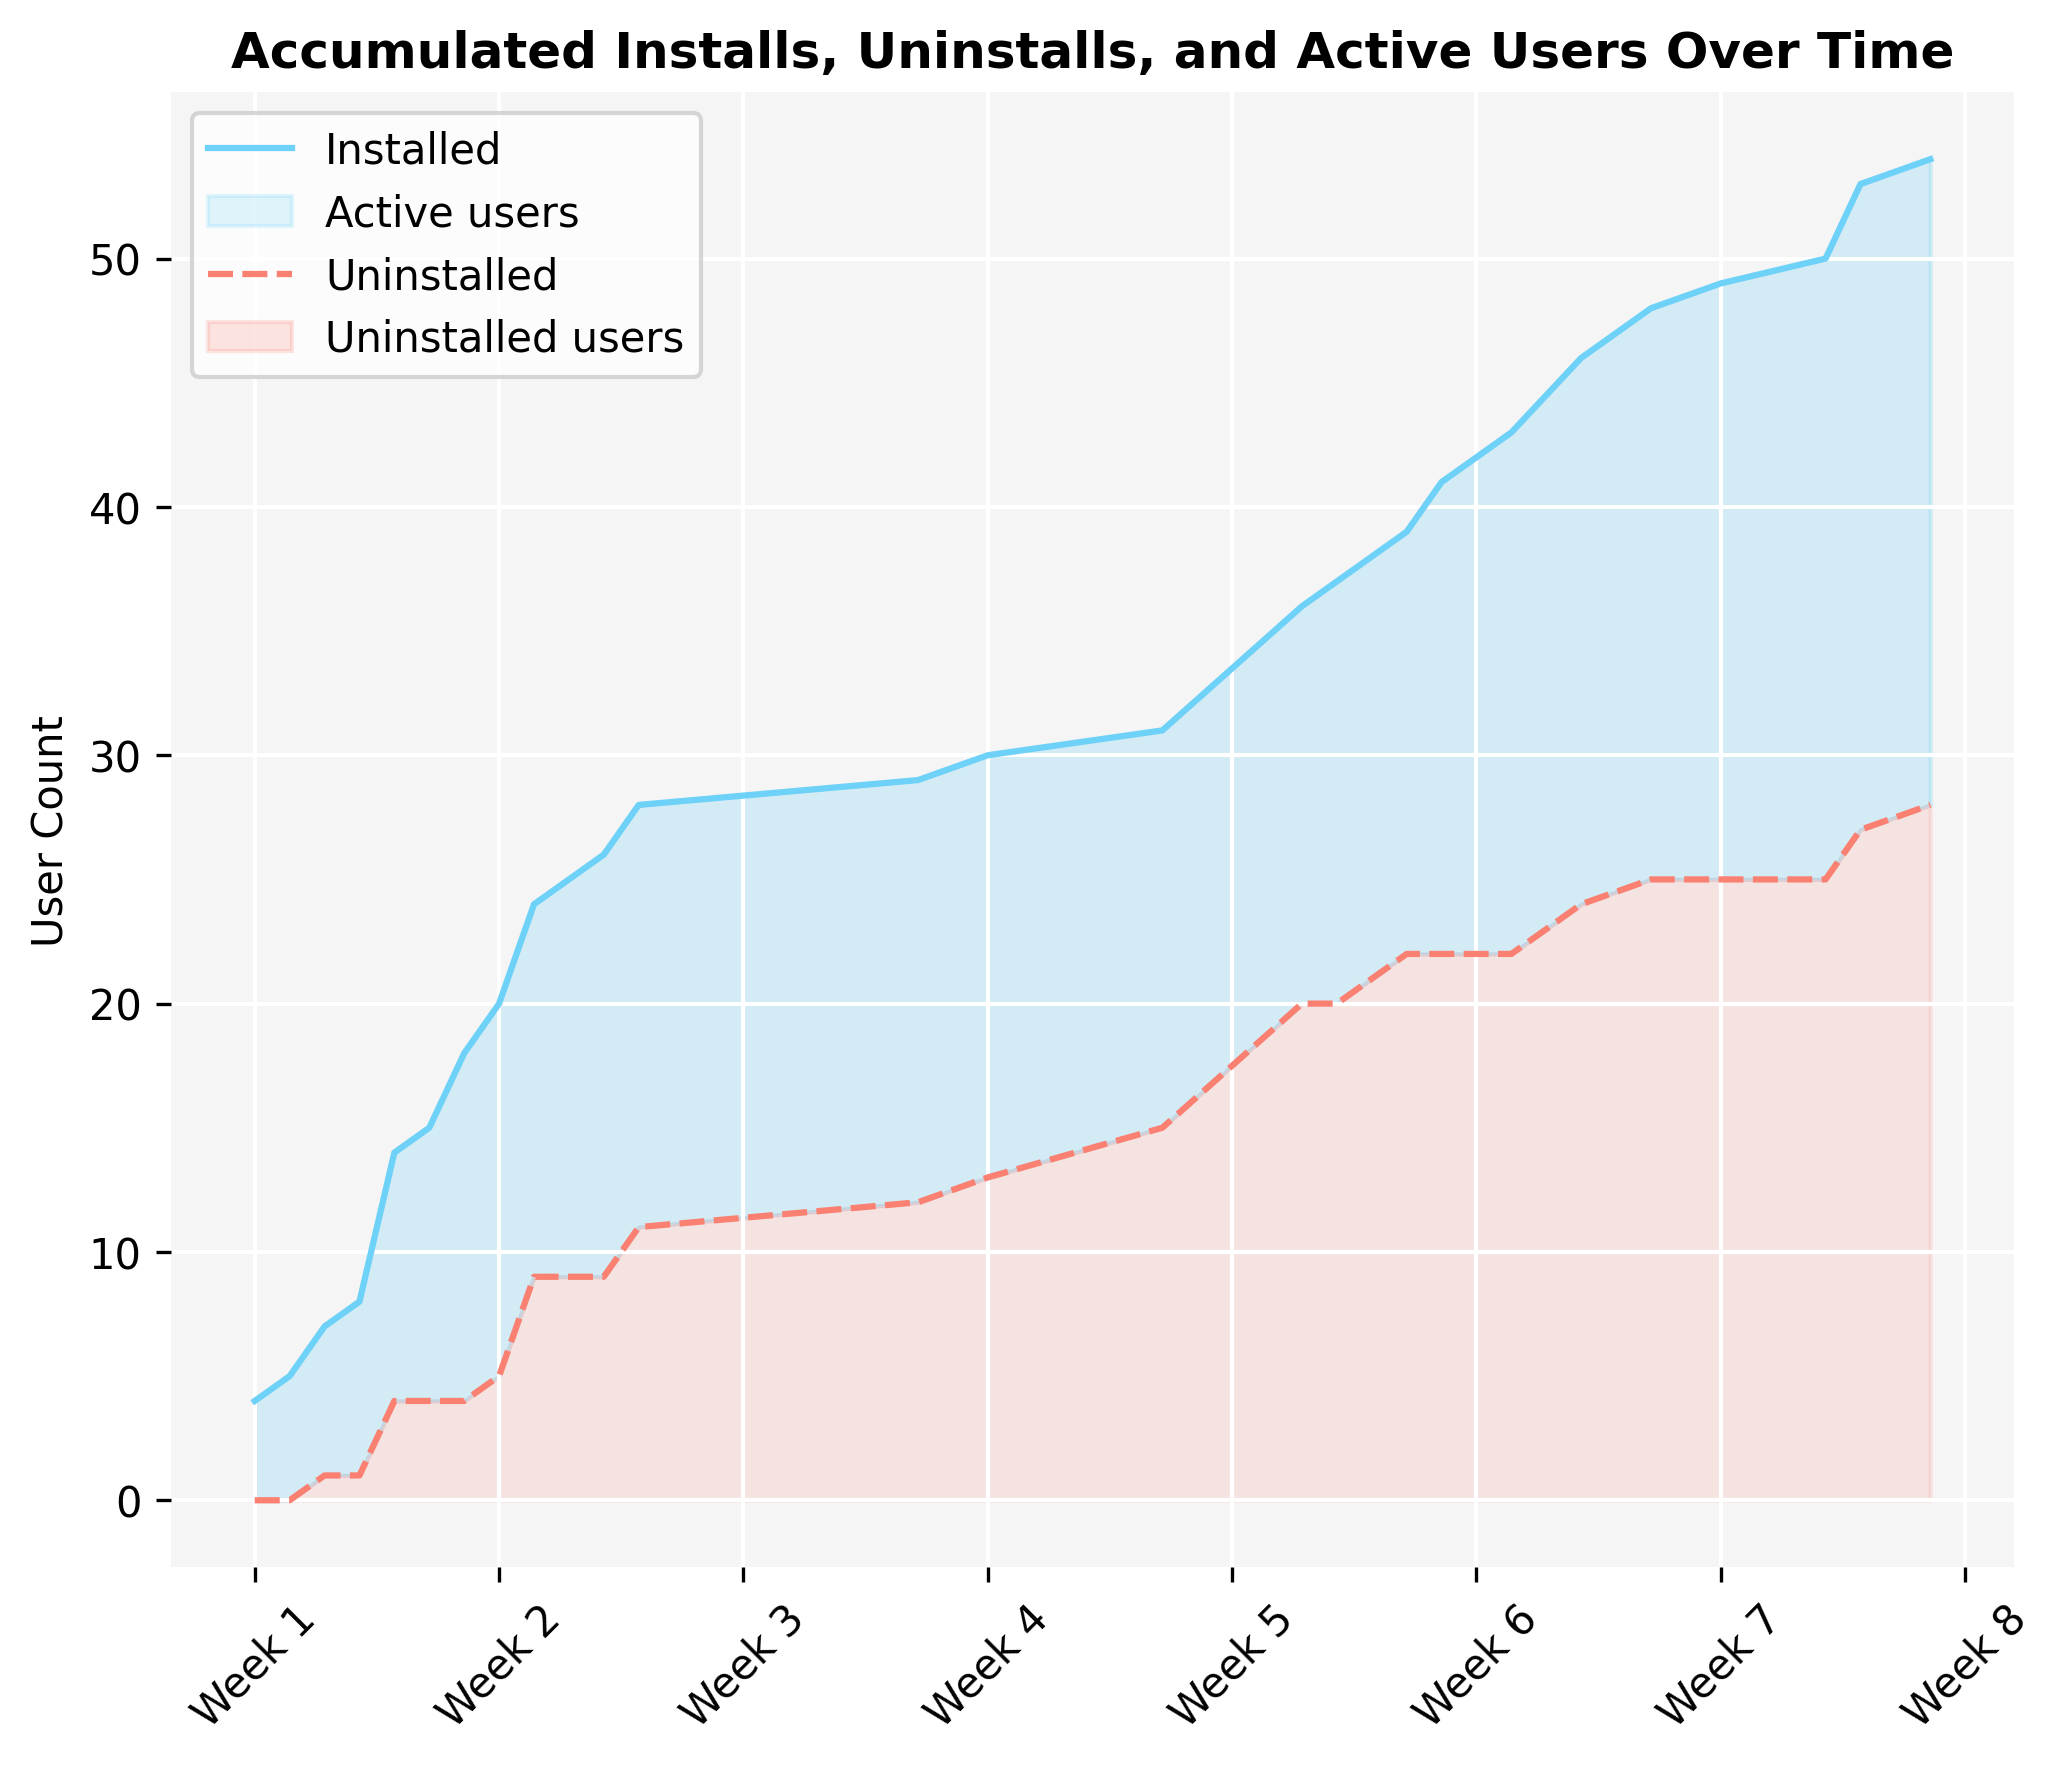 Accumulated Installs, Uninstalls, and Active Users Over Time
Installed
Active users
Uninstalled
Uninstalled users
User Count
50
40
30
20
10
0
Week 1
Week 2
Week 3
Week 4
Week 5
Week 6
Week 7
Week 8